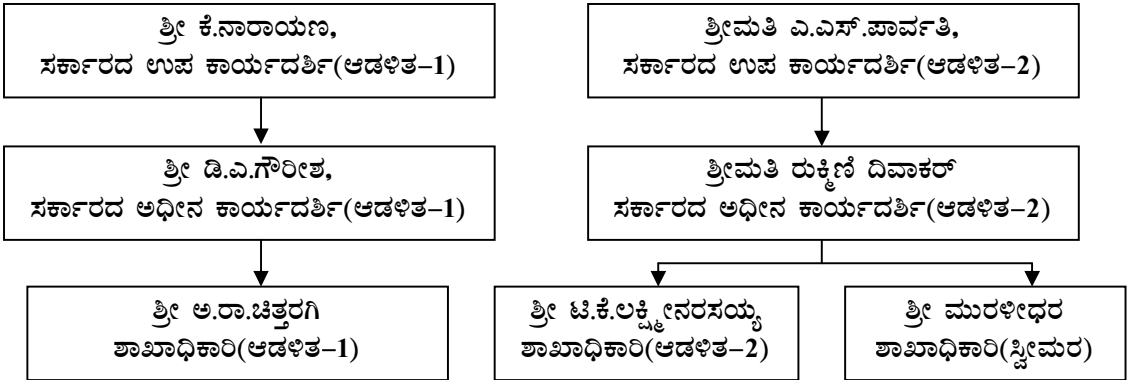 ಶ್ರೀ ಕೆ.ನಾರಾಯಣ,
ಸರ್ಕಾರದ ಉಪ ಕಾರ್ಯದರ್ಶಿ(ಆಡಳಿತ–1)
ಶ್ರೀಮತಿ ಎ.ಎಸ್.ಪಾರ್ವತಿ,
ಸರ್ಕಾರದ ಉಪ ಕಾರ್ಯದರ್ಶಿ(ಆಡಳಿತ–2)
ಶ್ರೀ ಡಿ.ಎ.ಗೌರೀಶ,
ಸರ್ಕಾರದ ಅಧೀನ ಕಾರ್ಯದರ್ಶಿ(ಆಡಳಿತ–1)
ಶ್ರೀಮತಿ ರುಕ್ಮಿಣಿ ದಿವಾಕರ್
ಸರ್ಕಾರದ ಅಧೀನ ಕಾರ್ಯದರ್ಶಿ(ಆಡಳಿತ–2)
ಶ್ರೀ ಅ.ರಾ.ಚಿತ್ತರಗಿ
ಶಾಖಾಧಿಕಾರಿ(ಆಡಳಿತ–1)
ಶ್ರೀ ಟಿ.ಕೆ.ಲಕ್ಷ್ಮೀನರಸಯ್ಯ
ಶಾಖಾಧಿಕಾರಿ(ಆಡಳಿತ–2)
ಶ್ರೀ ಮುರಳೀಧರ
ಶಾಖಾಧಿಕಾರಿ(ಸ್ವೀಮರ)